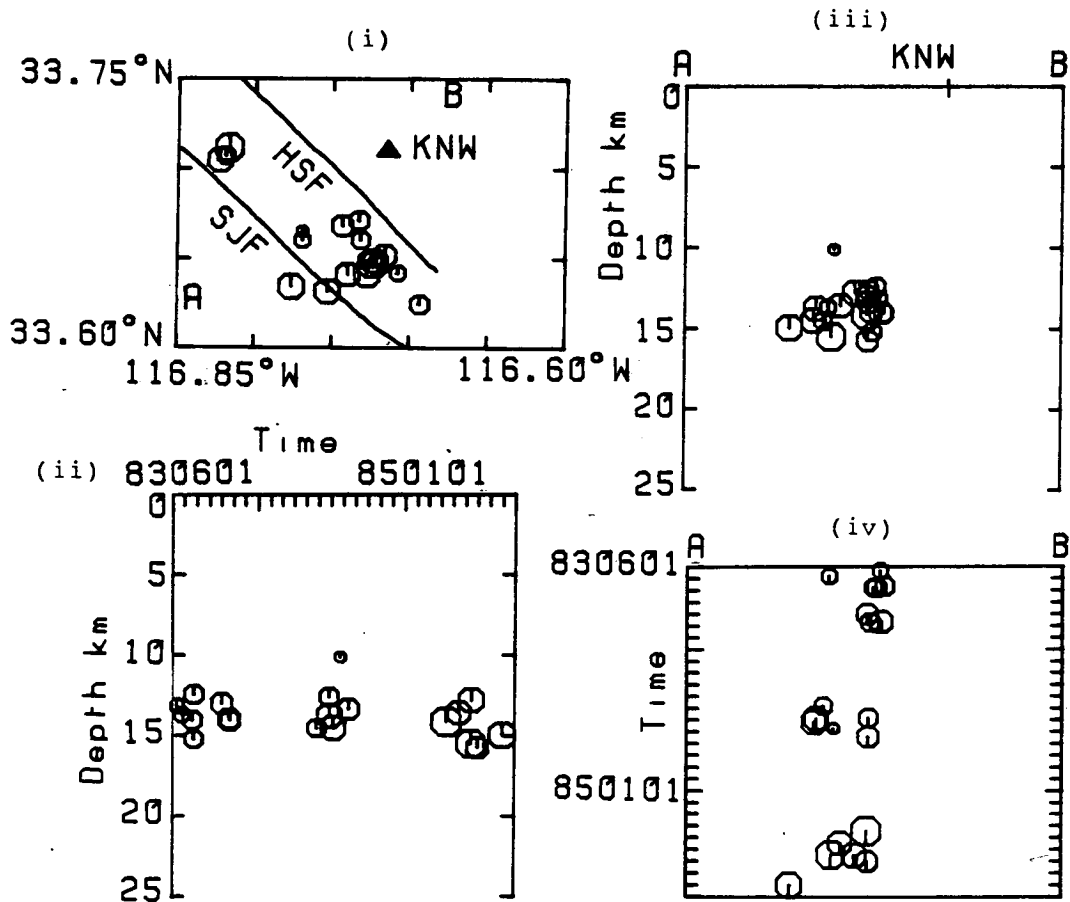 (i)
33.75°N
B
KNW
HSF
SJF
A
33.60°N
116.85°W 116.60°W
(ii)
Time
830601 850101
Depth km
0
5
10
15
20
25
(iii)
A KNW B
Depth km
0
5
10
15
20
25
(iv)
A B
830601
Time
850101